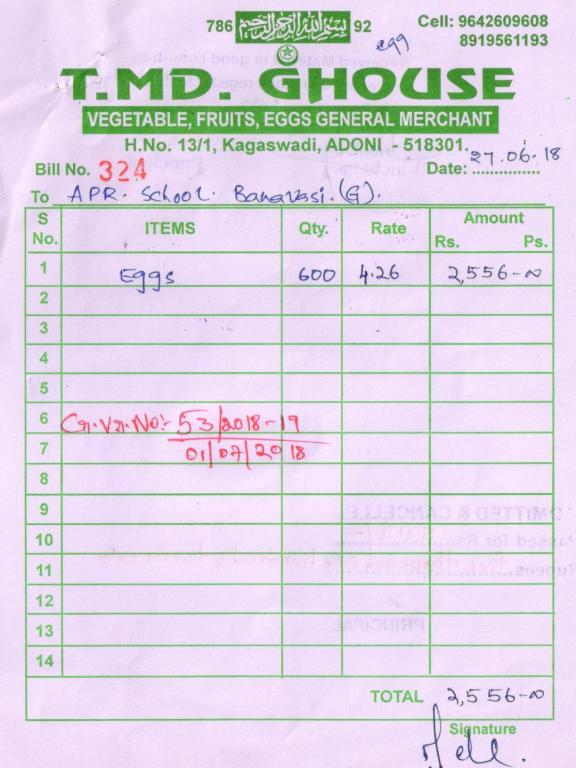 786 بسم الله الرحمن الرحيم 92
Cell: 9642609608
8919561193
egg
T.MD. GHOUSE
VEGETABLE, FRUITS, EGGS GENERAL MERCHANT
H.No. 13/1, Kagaswadi, ADONI - 518301.
Bill No. 324
Date: 27.06.18
To APR. School. Banavasi.(G).
S No. ITEMS Qty. Rate Amount Rs. Ps.
1 Eggs 600 4.26 2,556-00
2
3
4
5
6 Cr.Vr.No:- 53/2018-19
7 01/07/2018
8
9
10
11
12
13
14
TOTAL 2,556-00
Signature